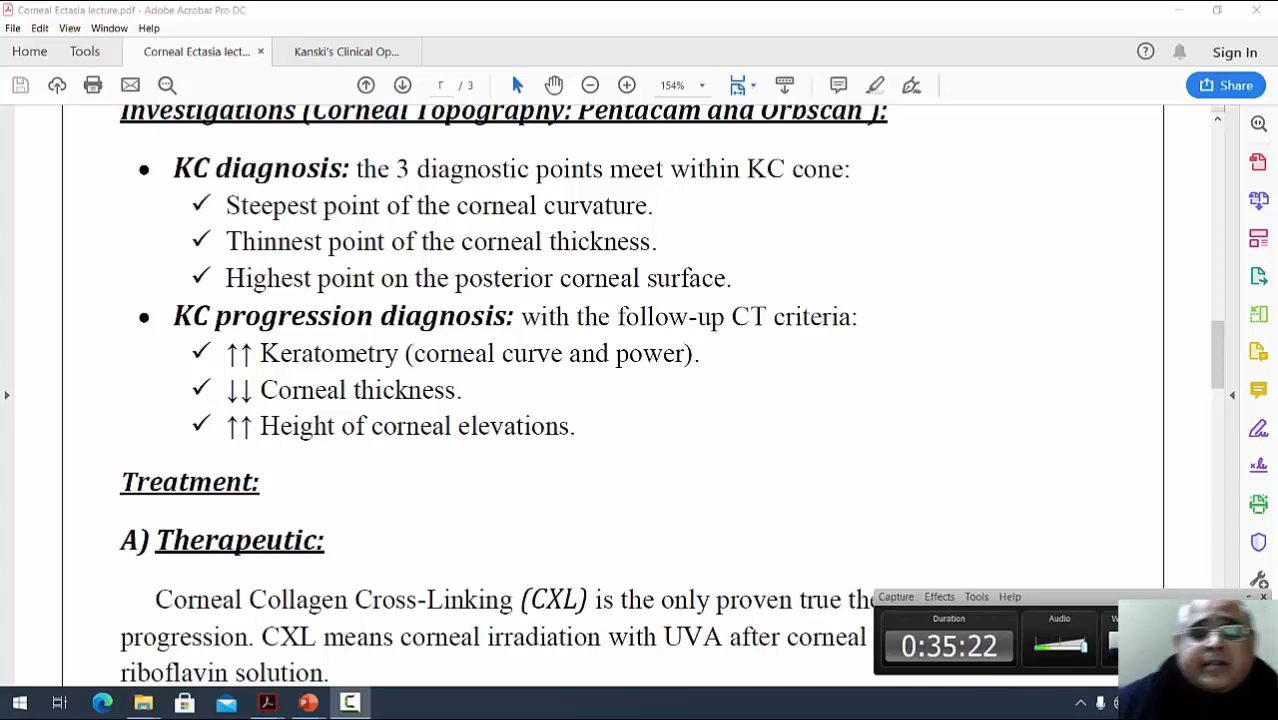 Corneal Ectasia lecture.pdf - Adobe Acrobat Pro DC
File Edit View Window Help
Home Tools Corneal Ectasia lect... × Kanski's Clinical Op... Sign In
٢ / 3 154% Share
Investigations (Corneal Topography: Pentacam and Orbscan ):
• KC diagnosis: the 3 diagnostic points meet within KC cone:
✓ Steepest point of the corneal curvature.
✓ Thinnest point of the corneal thickness.
✓ Highest point on the posterior corneal surface.
• KC progression diagnosis: with the follow-up CT criteria:
✓ ↑↑ Keratometry (corneal curve and power).
✓ ↓↓ Corneal thickness.
✓ ↑↑ Height of corneal elevations.
Treatment:
A) Therapeutic:
Corneal Collagen Cross-Linking (CXL) is the only proven true the
progression. CXL means corneal irradiation with UVA after corneal
riboflavin solution.
Capture Effects Tools Help
Duration Audio
0:35:22